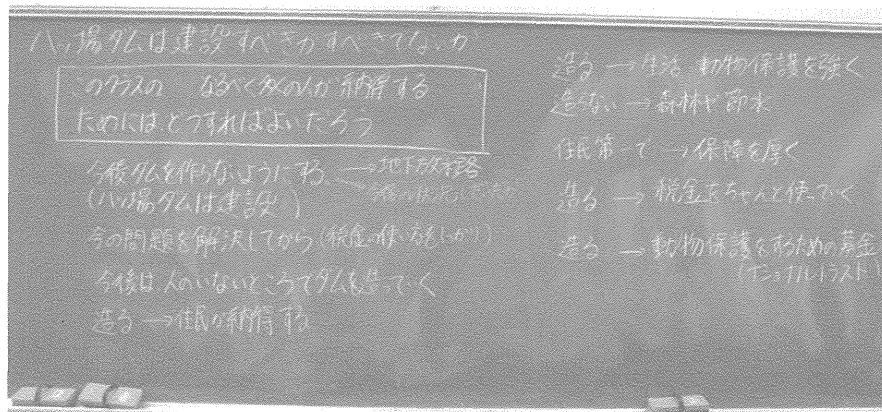 八ッ場ダムは建設すべきかすべきでないか
このクラスの なるべく多くの人が納得する
ためにはどうすればよいだろう
今後ダムを作らないようにする →地下放水路
(八ッ場ダムは建設)
今の問題を解決してから(税金の使い方もしっかり)
今後は人のいないところでダムを造っていく
造る →住民が納得する
造る →生活 動物保護を強く
造らない→森林や節水
住民第一で →保障を厚く
造る →税金をちゃんと使っていく
造る →動物保護をするための募金
(ナショナルトラスト)